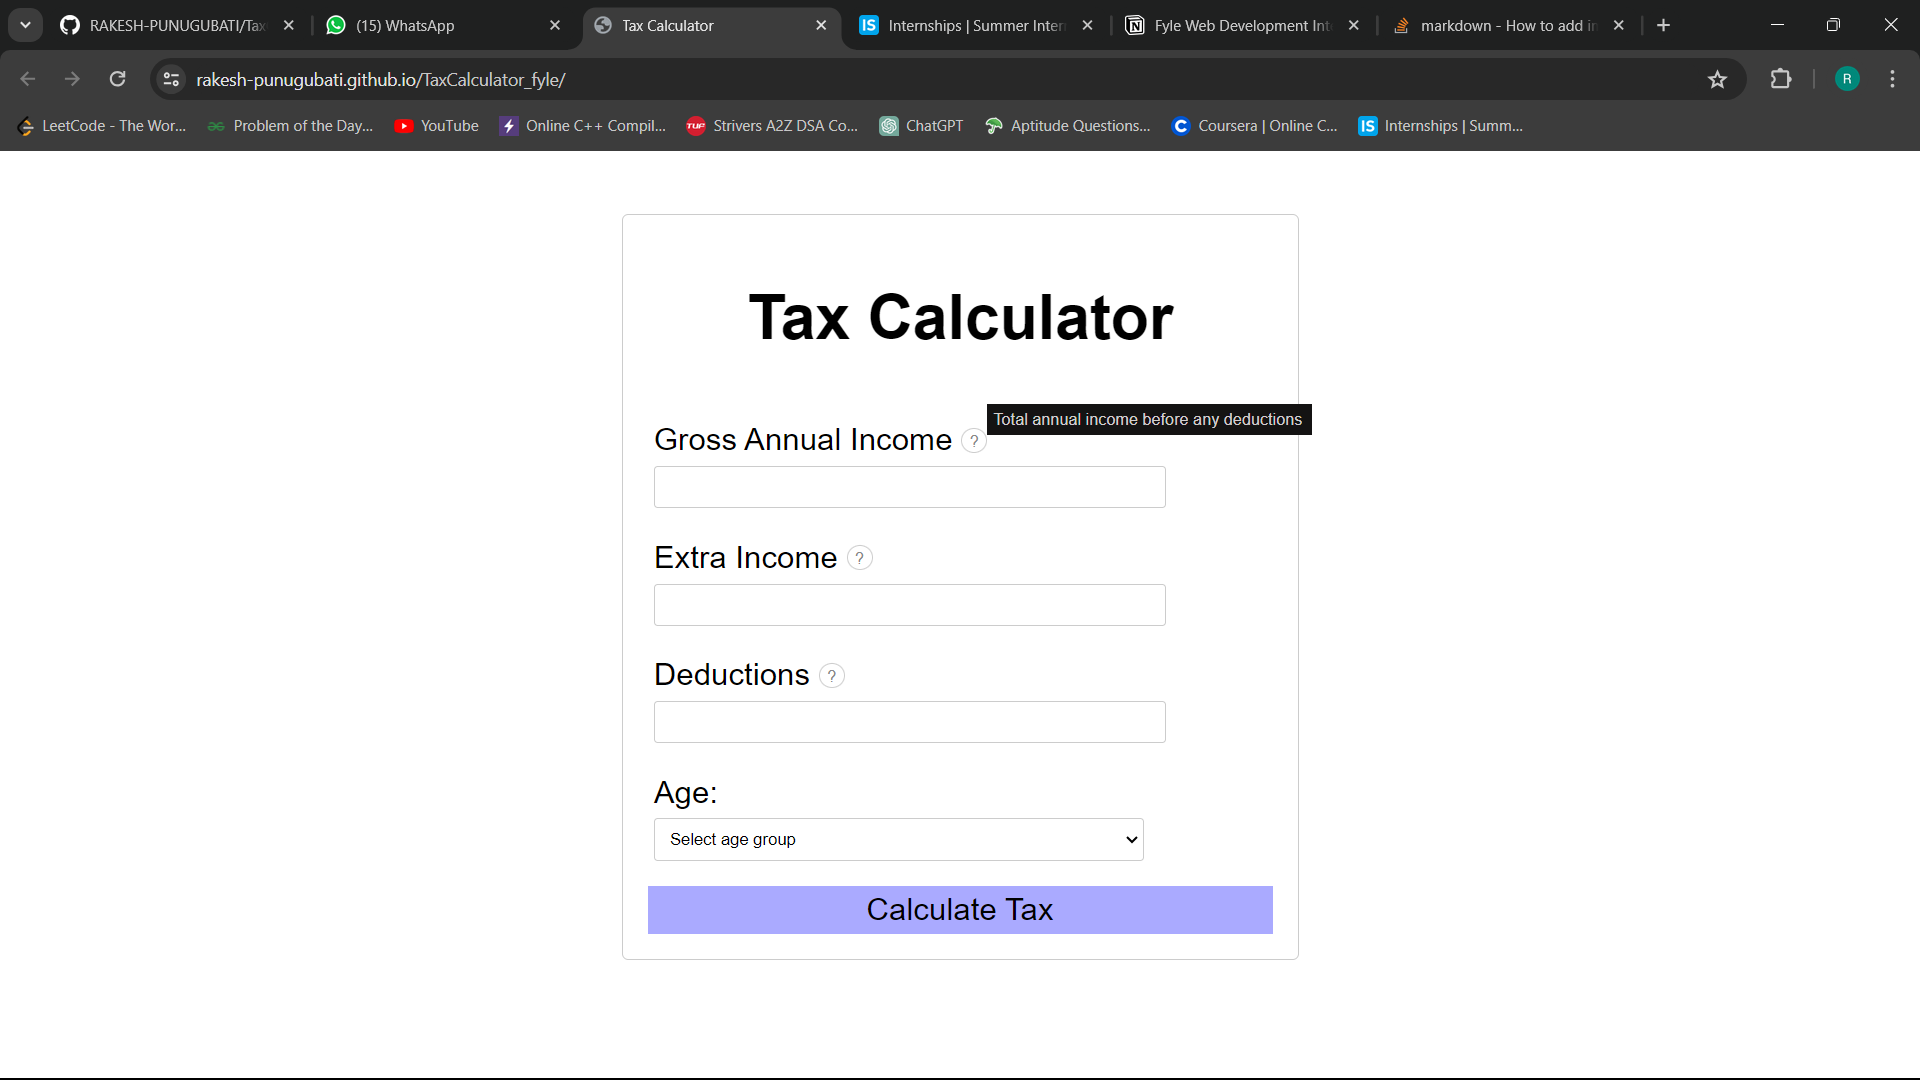 RAKESH-PUNUGUBATI/Tax
(15) WhatsApp
Tax Calculator
Internships | Summer Inter
Fyle Web Development Int
markdown - How to add i
rakesh-punugubati.github.io/TaxCalculator_fyle/
R
LeetCode - The Wor...
Problem of the Day...
YouTube
Online C++ Compil...
TUF
Strivers A2Z DSA Co...
ChatGPT
Aptitude Questions...
Coursera | Online C...
IS
Internships | Summ...
Tax Calculator
Total annual income before any deductions
Gross Annual Income ?
Extra Income ?
Deductions ?
Age:
Select age group
Calculate Tax